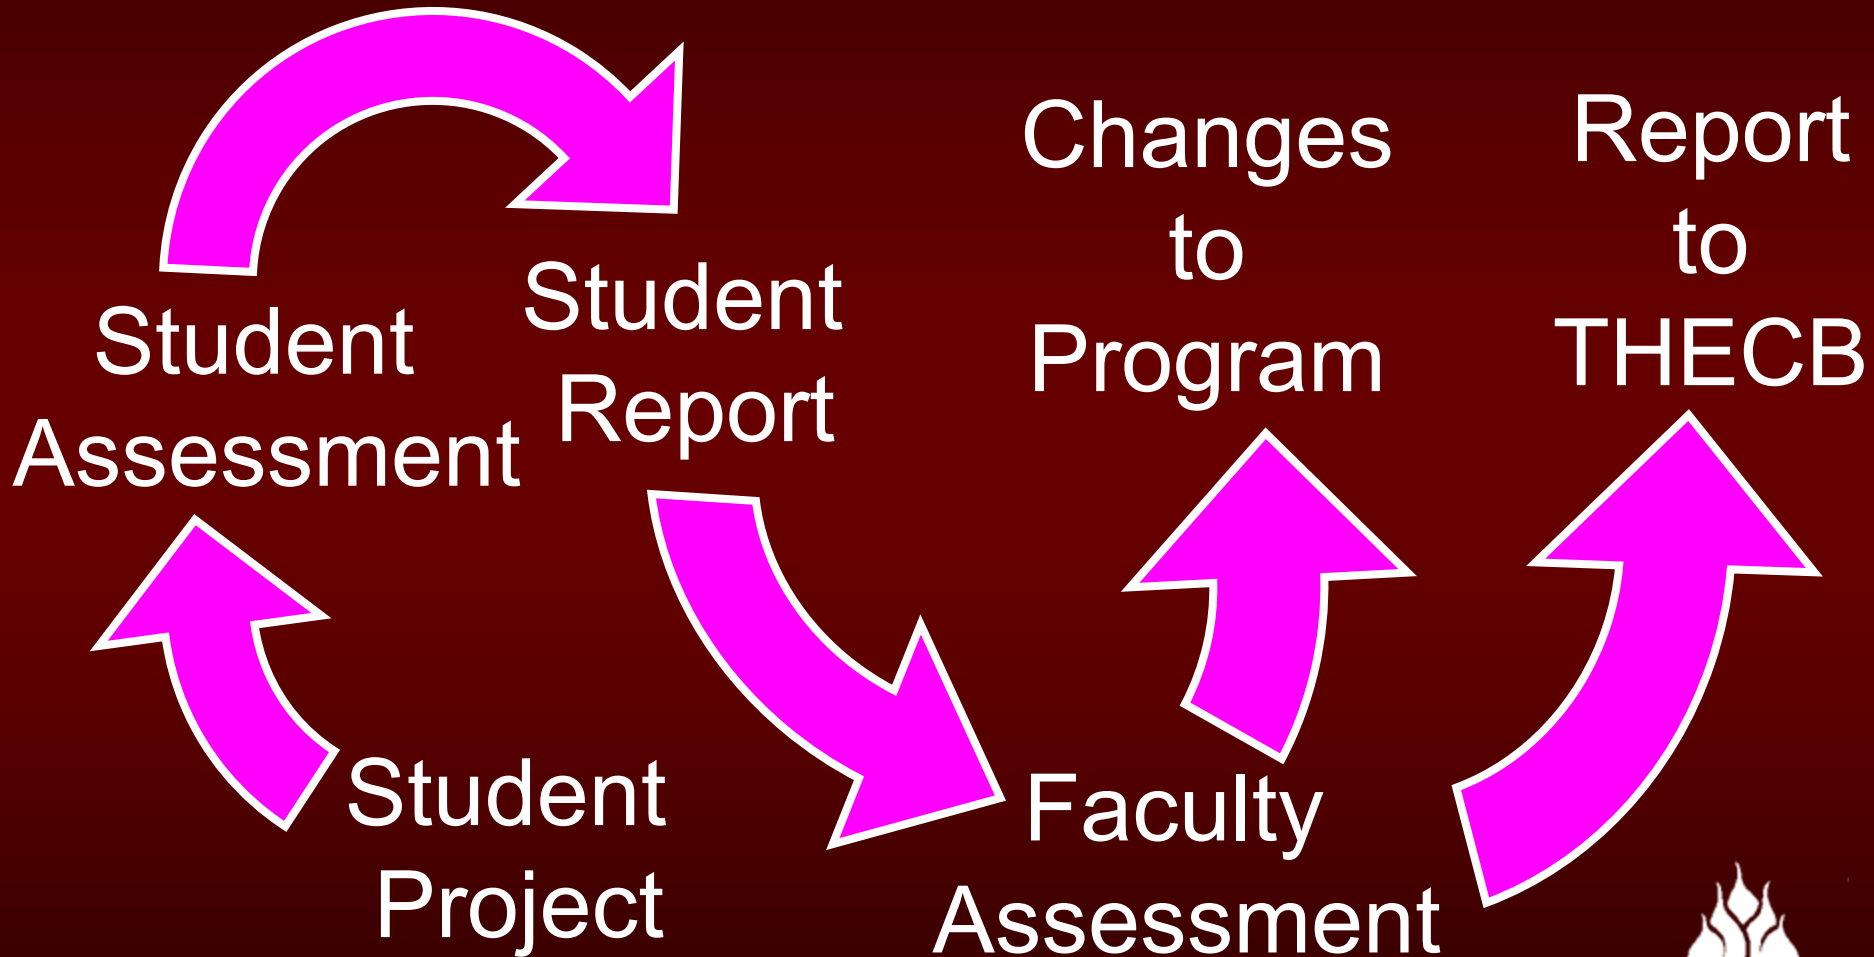 Student
Assessment
Student
Report
Student
Project
Changes
to
Program
Faculty
Assessment
Report
to
THECB